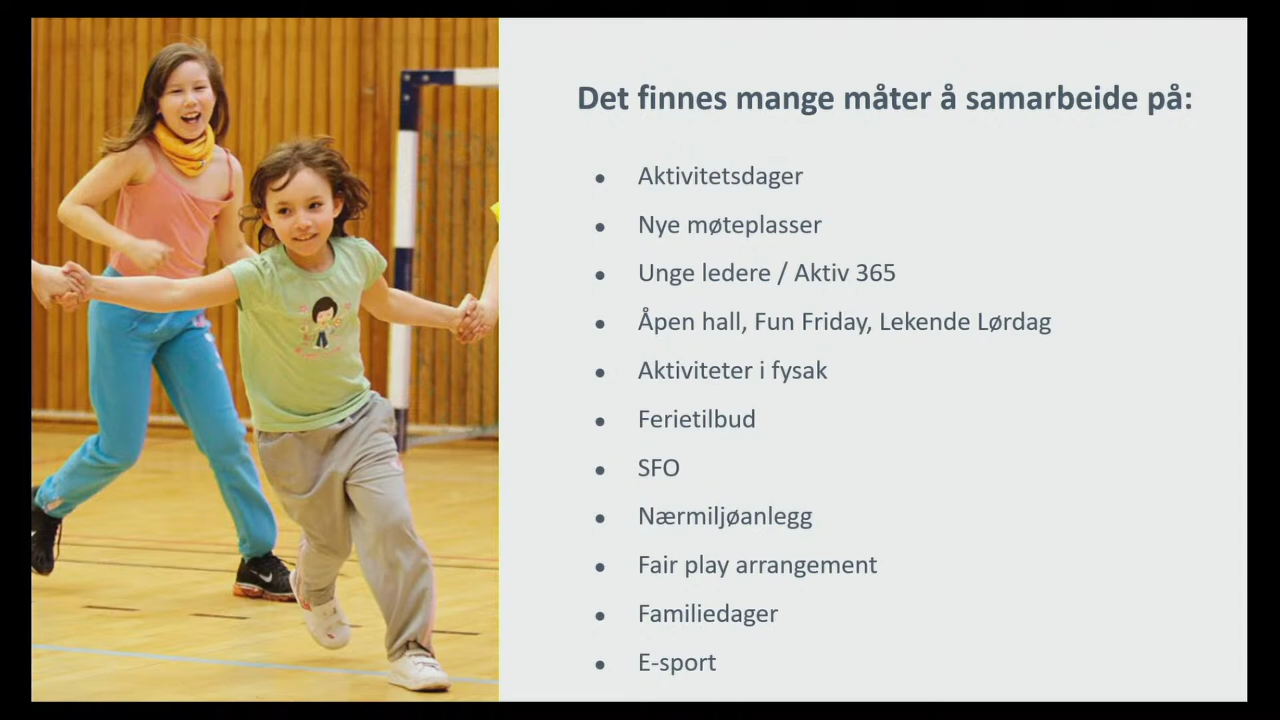 Det finnes mange måter å samarbeide på:
● Aktivitetsdager
● Nye møteplasser
● Unge ledere / Aktiv 365
● Åpen hall, Fun Friday, Lekende Lørdag
● Aktiviteter i fysak
● Ferietilbud
● SFO
● Nærmiljøanlegg
● Fair play arrangement
● Familiedager
● E-sport